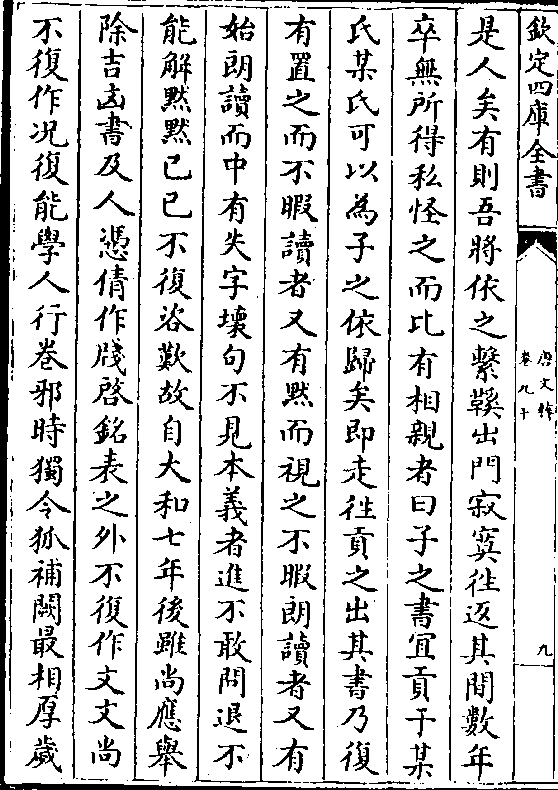 欽定四庫全書
唐文粹
卷九十
九
是人矣有則吾將依之繫鞵出門寂寞往返其間數年
卒無所得私怪之而比有相親者曰子之書宜貢于某
氏某氏可以為子之依歸矣即走往貢之出其書乃復
有置之而不暇讀者又有黙而視之不暇朗讀者又有
始朗讀而中有失字壞句不見本義者進不敢問退不
能解黙黙已已不復咨歎故自大和七年後雖尚應舉
除吉凶書及人憑倩作牋啓銘表之外不復作文文尚
不復作况復能學人行卷邪時獨令狐補闕最相厚歲